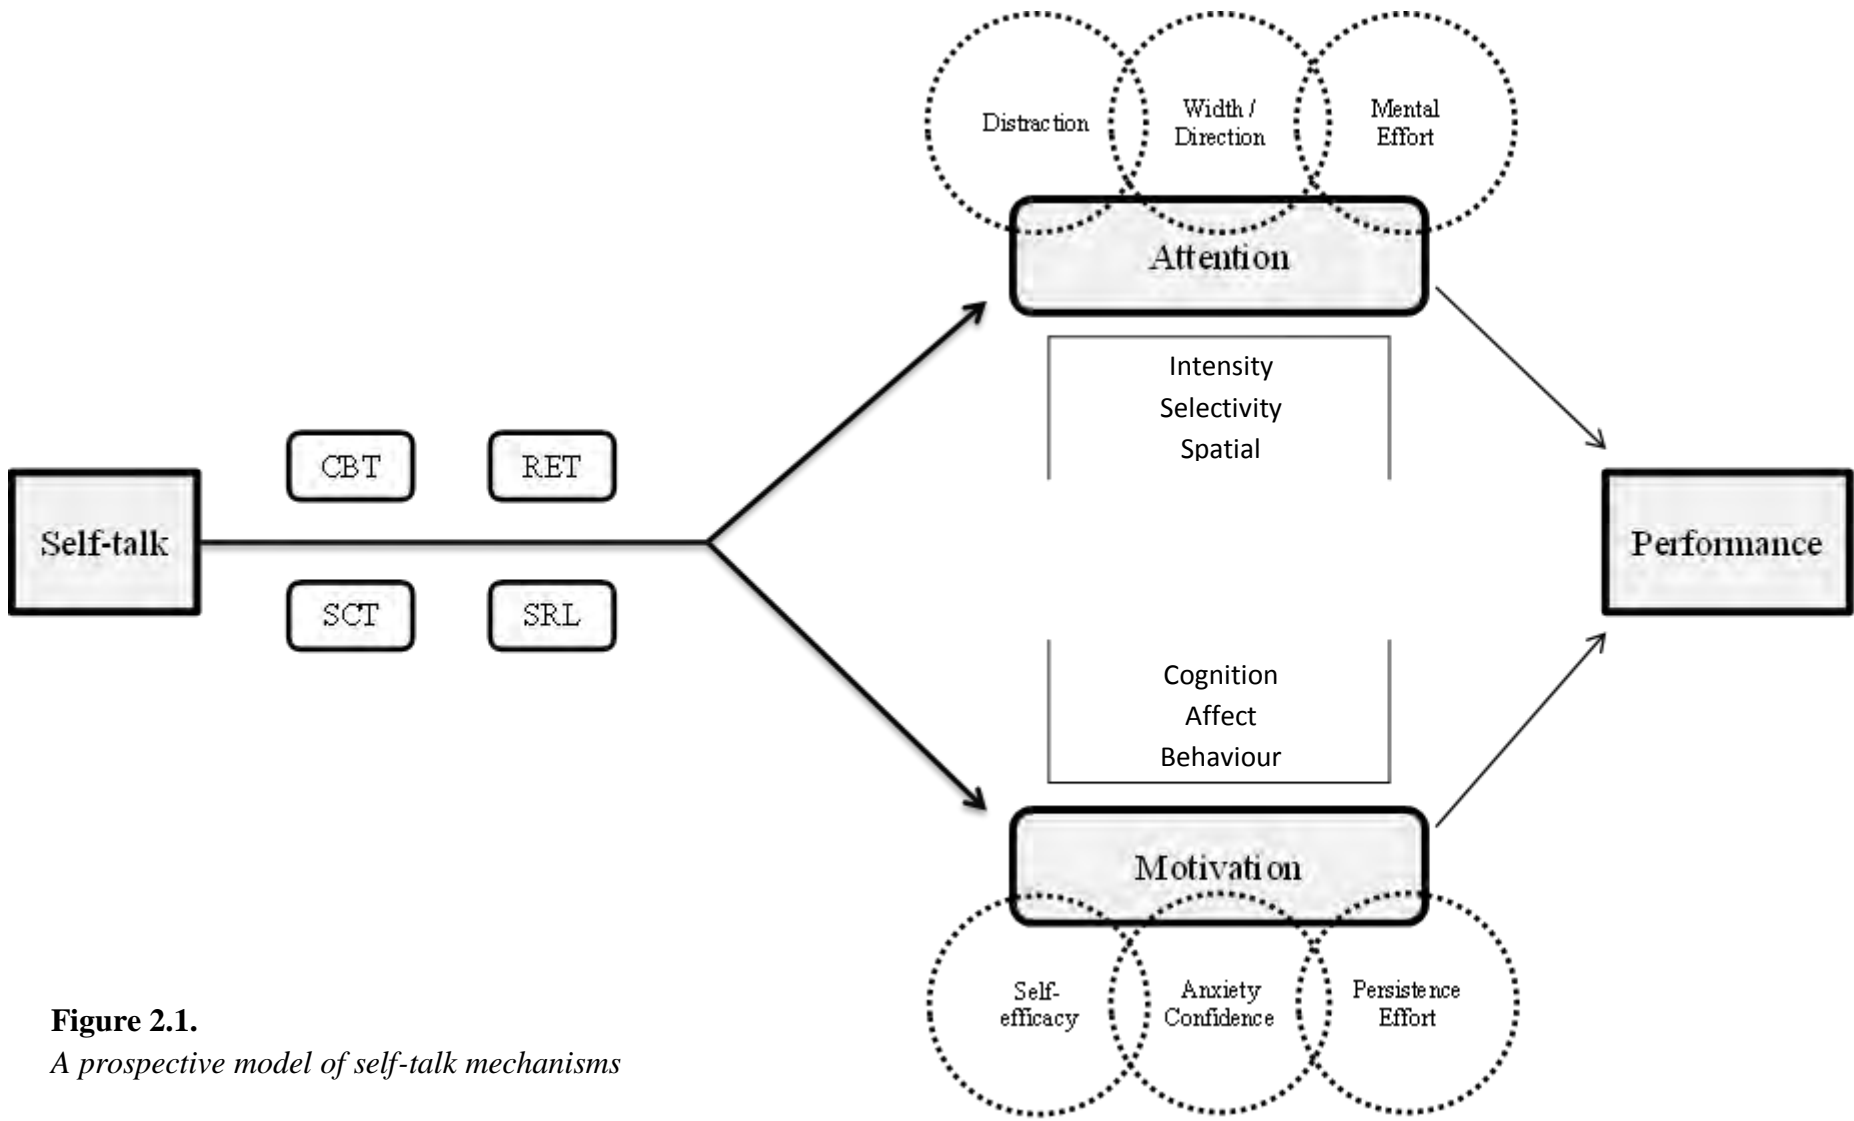 Distraction
Width /
Direction
Mental
Effort
Attention
Intensity
Selectivity
Spatial
CBT
RET
Self-talk
Performance
SCT
SRL
Cognition
Affect
Behaviour
Motivation
Self-
efficacy
Anxiety
Confidence
Persistence
Effort
Figure 2.1.
A prospective model of self-talk mechanisms